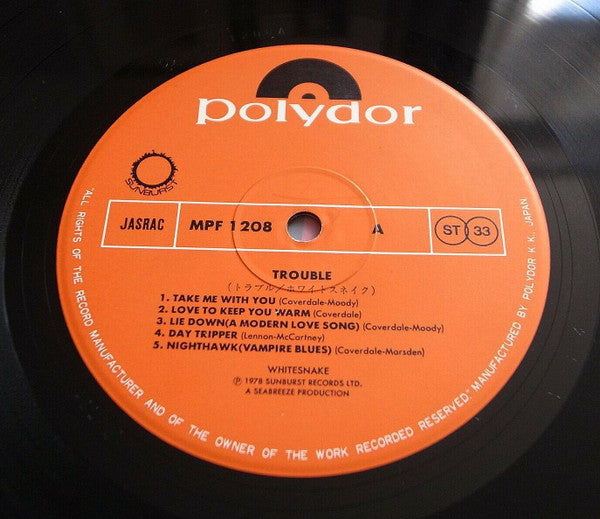 polydor
SUNBURST
JASRAC MPF 1208 A ST 33
TROUBLE
(トラブル/ホワイトスネイク)
1. TAKE ME WITH YOU (Coverdale-Moody)
2. LOVE TO KEEP YOU WARM (Coverdale)
3. LIE DOWN(A MODERN LOVE SONG) (Coverdale-Moody)
4. DAY TRIPPER (Lennon-McCartney)
5. NIGHTHAWK(VAMPIRE BLUES) (Coverdale-Marsden)
WHITESNAKE
℗ 1978 SUNBURST RECORDS LTD.
A SEABREEZE PRODUCTION
"ALL RIGHTS OF THE RECORD MANUFACTURER AND OF THE OWNER OF THE WORK RECORDED RESERVED" MANUFACTURED BY POLYDOR K.K., JAPAN.